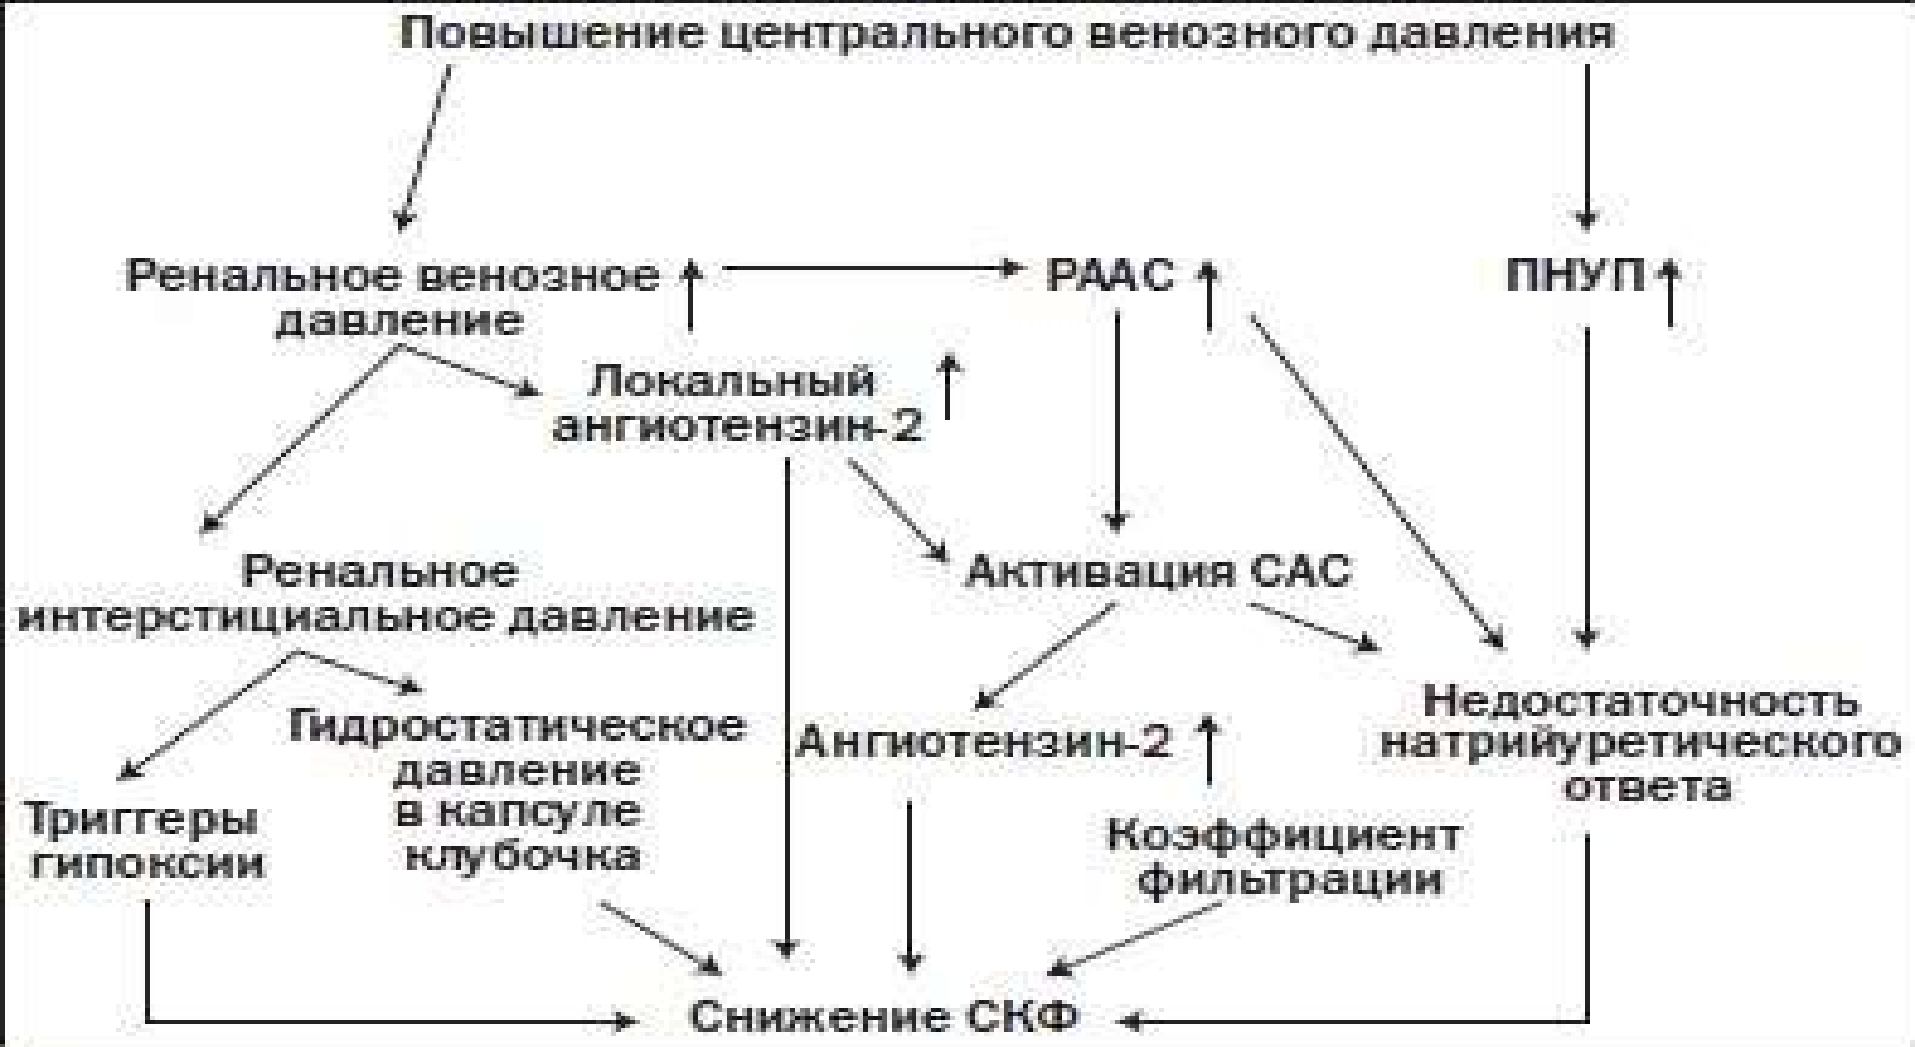 Повышение центрального венозного давления
Ренальное венозное
давление
РААС
ПНУП
Локальный
ангиотензин-2
Ренальное
интерстициальное давление
Активация САС
Гидростатическое
давление
в капсуле
клубочка
Ангиотензин-2
Недостаточность
натрийуретического
ответа
Триггеры
гипоксии
Коэффициент
фильтрации
Снижение СКФ